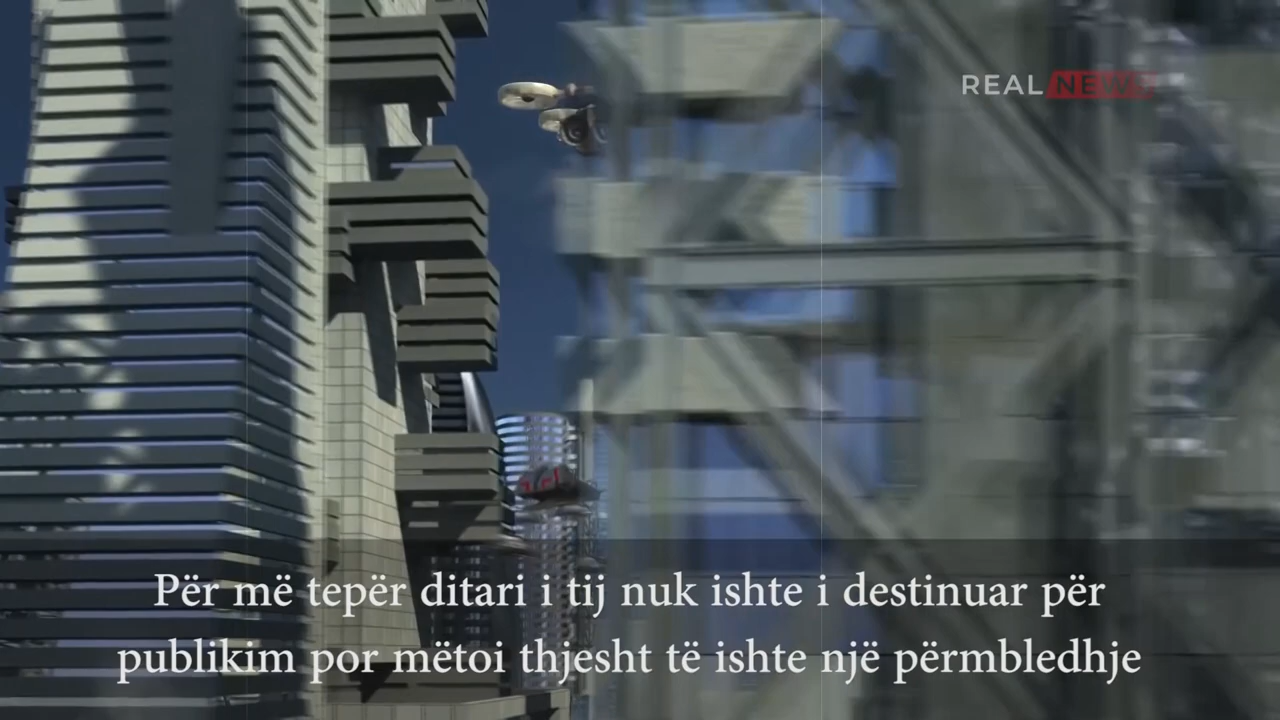 REAL NEWS
Për më tepër ditari i tij nuk ishte i destinuar për
publikim por mëtoi thjesht të ishte një përmbledhje